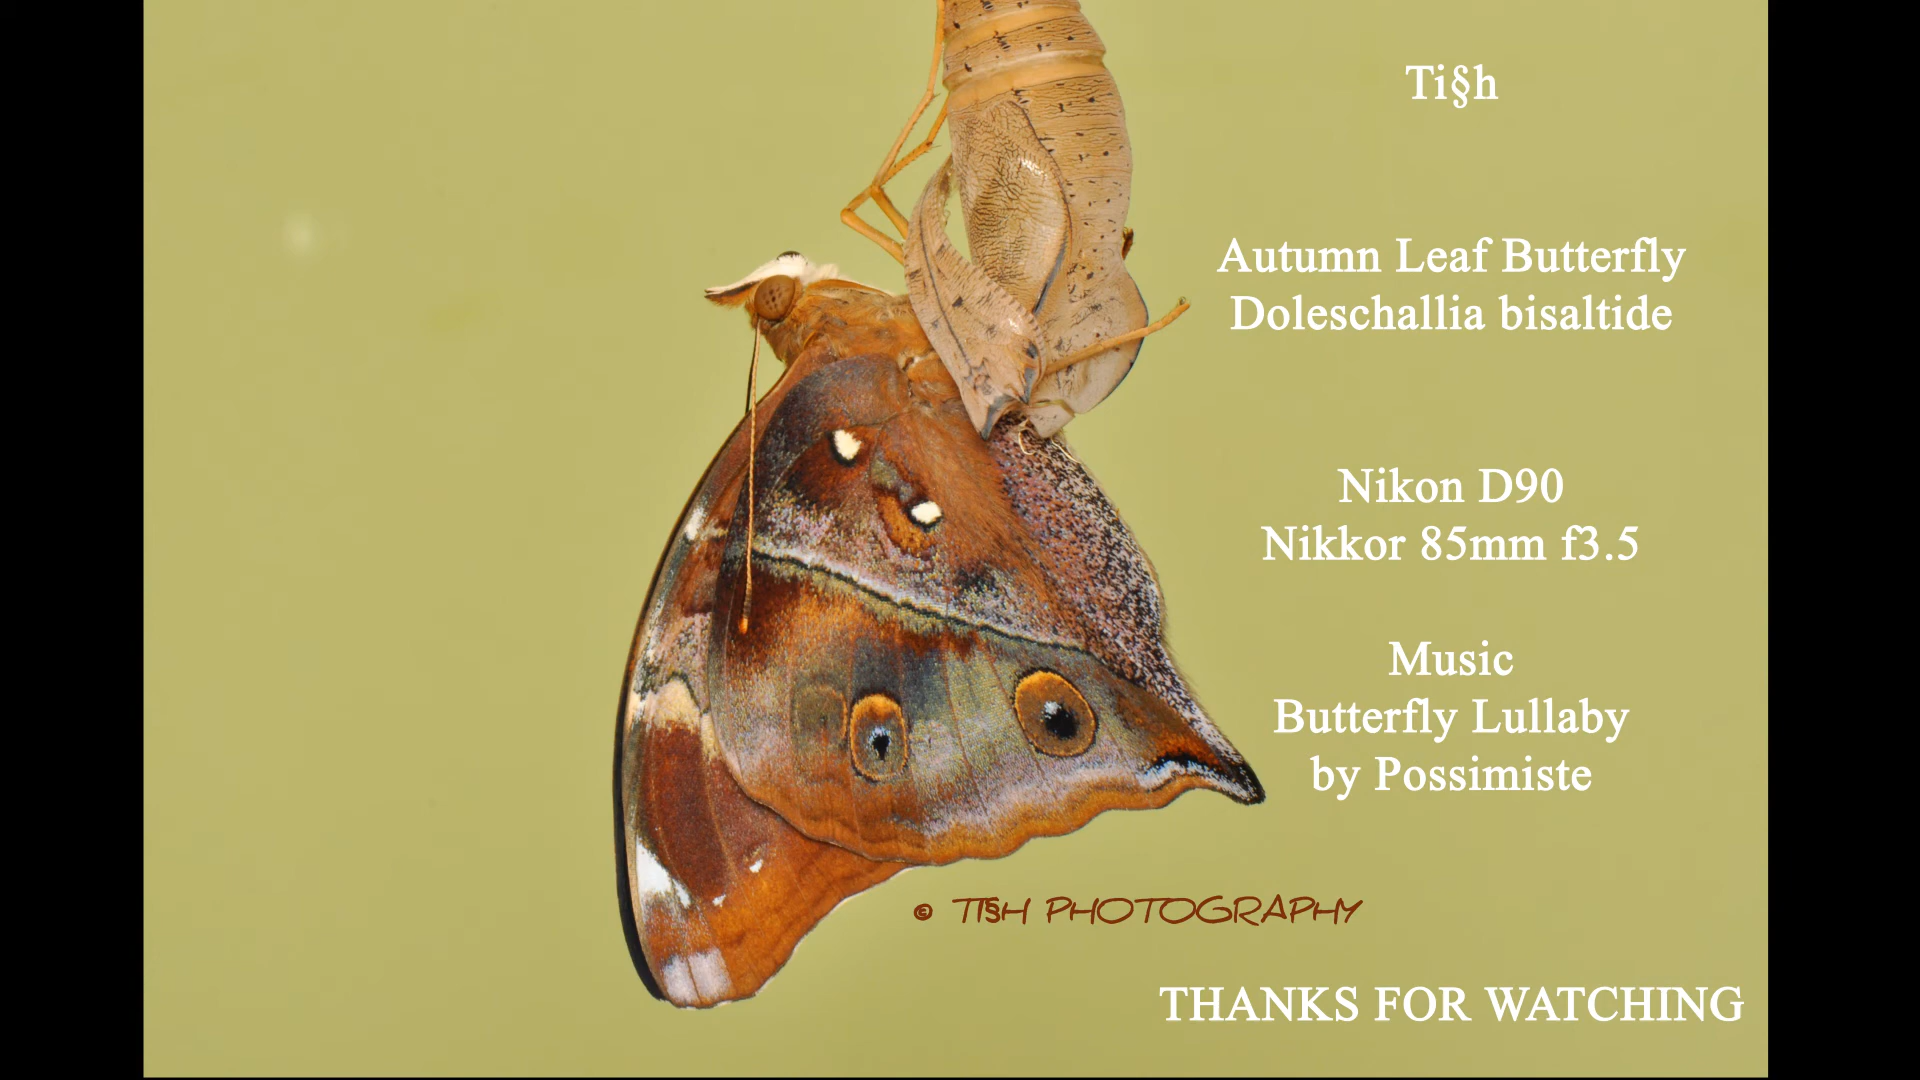 Ti§h
Autumn Leaf Butterfly
Doleschallia bisaltide
Nikon D90
Nikkor 85mm f3.5
Music
Butterfly Lullaby
by Possimiste
© TI§H PHOTOGRAPHY
THANKS FOR WATCHING